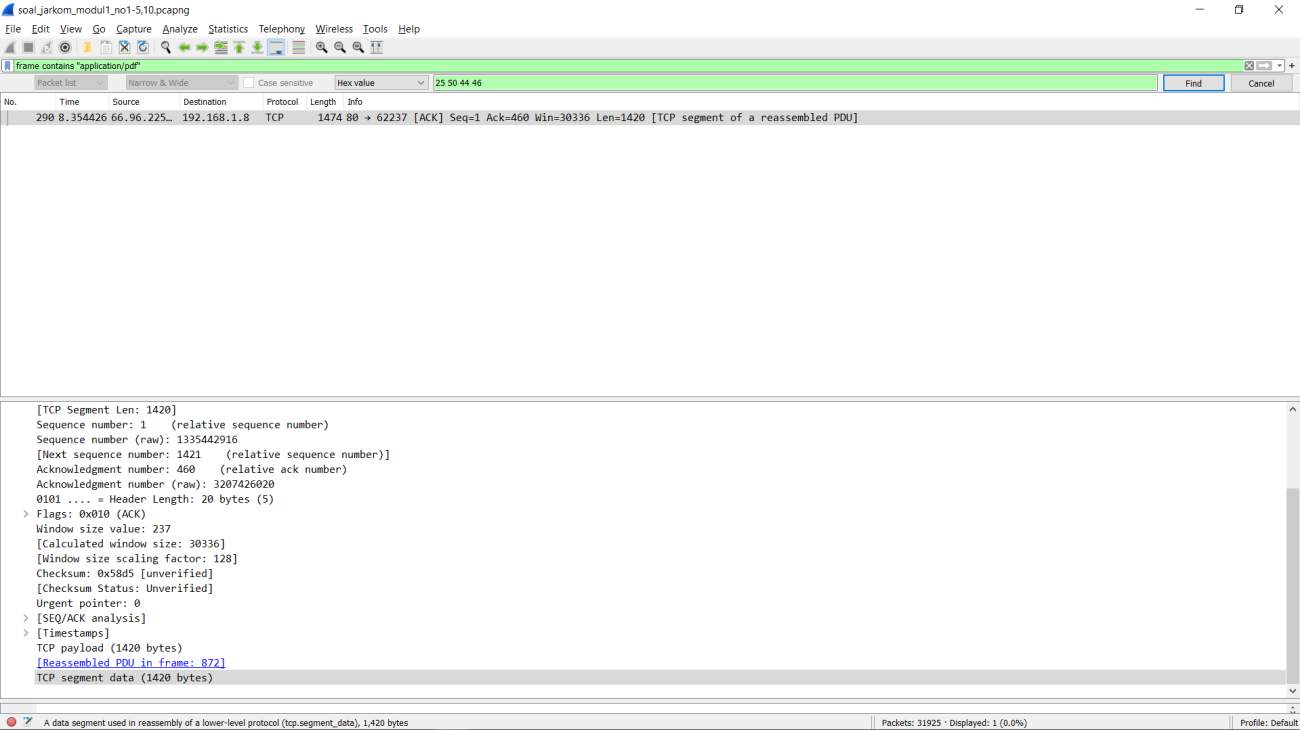 soal_jarkom_modul1_no1-5,10.pcapng
File Edit View Go Capture Analyze Statistics Telephony Wireless Tools Help
frame contains "application/pdf"
Packet list Narrow & Wide Case sensitive Hex value 25 50 44 46 Find Cancel
No. Time Source Destination Protocol Length Info
290 8.354426 66.96.225… 192.168.1.8 TCP 1474 80 → 62237 [ACK] Seq=1 Ack=460 Win=30336 Len=1420 [TCP segment of a reassembled PDU]
[TCP Segment Len: 1420]
Sequence number: 1 (relative sequence number)
Sequence number (raw): 1335442916
[Next sequence number: 1421 (relative sequence number)]
Acknowledgment number: 460 (relative ack number)
Acknowledgment number (raw): 3207426020
0101 .... = Header Length: 20 bytes (5)
Flags: 0x010 (ACK)
Window size value: 237
[Calculated window size: 30336]
[Window size scaling factor: 128]
Checksum: 0x58d5 [unverified]
[Checksum Status: Unverified]
Urgent pointer: 0
[SEQ/ACK analysis]
[Timestamps]
TCP payload (1420 bytes)
[Reassembled PDU in frame: 872]
TCP segment data (1420 bytes)
A data segment used in reassembly of a lower-level protocol (tcp.segment_data), 1,420 bytes Packets: 31925 · Displayed: 1 (0.0%) Profile: Default